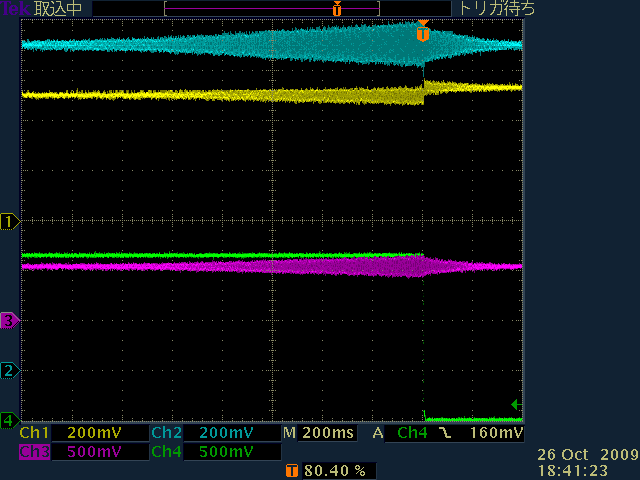 Tek 取込中 トリガ待ち
T
T
1
3
2
4
Ch1 200mV Ch2 200mV M 200ms A Ch4 160mV
Ch3 500mV Ch4 500mV
T 80.40 %
26 Oct 2009
18:41:23